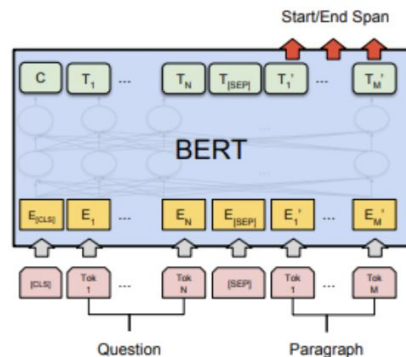 Start/End Span
C T1 ... TN T[SEP] T1' ... TM'
BERT
E[CLS] E1 ... EN E[SEP] E1' ... EM'
[CLS] Tok 1 ... Tok N [SEP] Tok 1 ... Tok M
Question Paragraph